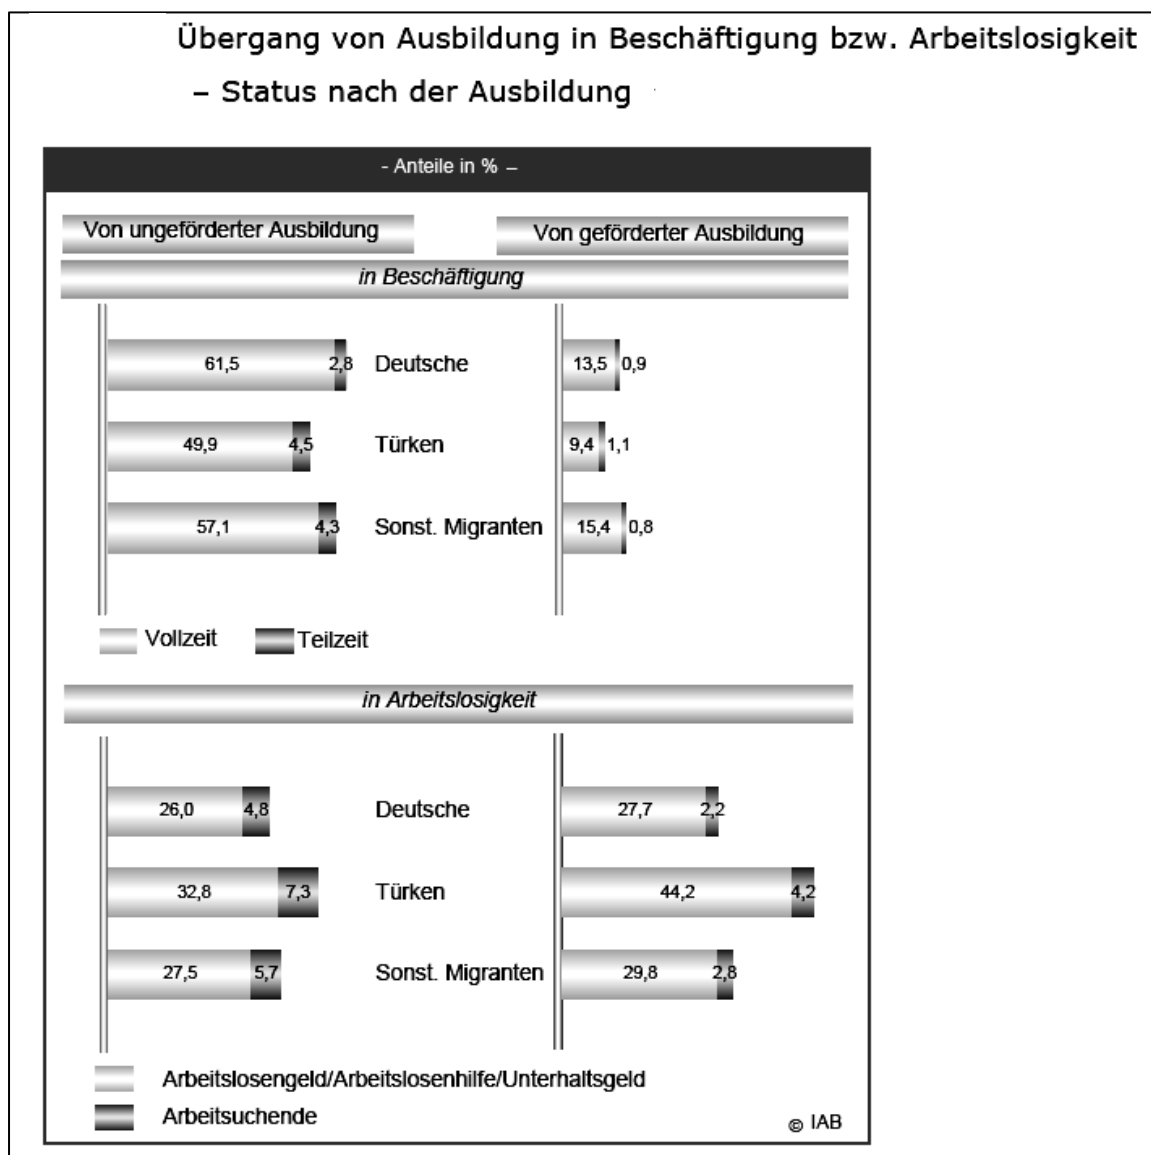 Übergang von Ausbildung in Beschäftigung bzw. Arbeitslosigkeit
– Status nach der Ausbildung
- Anteile in % –
Von ungeförderter Ausbildung
Von geförderter Ausbildung
in Beschäftigung
61,5 2,8 Deutsche 13,5 0,9
49,9 4,5 Türken 9,4 1,1
57,1 4,3 Sonst. Migranten 15,4 0,8
Vollzeit Teilzeit
in Arbeitslosigkeit
26,0 4,8 Deutsche 27,7 2,2
32,8 7,3 Türken 44,2 4,2
27,5 5,7 Sonst. Migranten 29,8 2,8
Arbeitslosengeld/Arbeitslosenhilfe/Unterhaltsgeld
Arbeitsuchende
© IAB